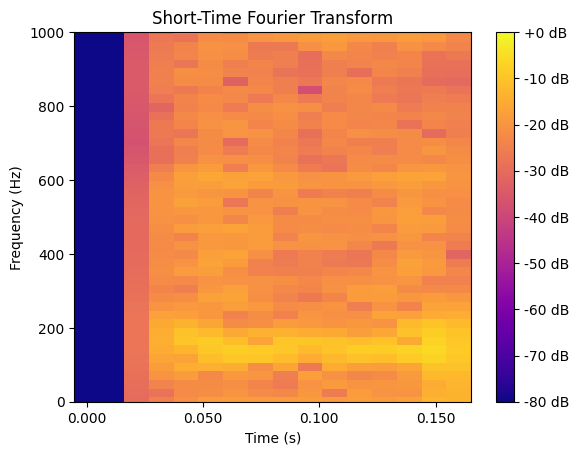 Short-Time Fourier Transform
1000
800
600
400
200
0
Frequency (Hz)
0.000
0.050
0.100
0.150
Time (s)
+0 dB
-10 dB
-20 dB
-30 dB
-40 dB
-50 dB
-60 dB
-70 dB
-80 dB